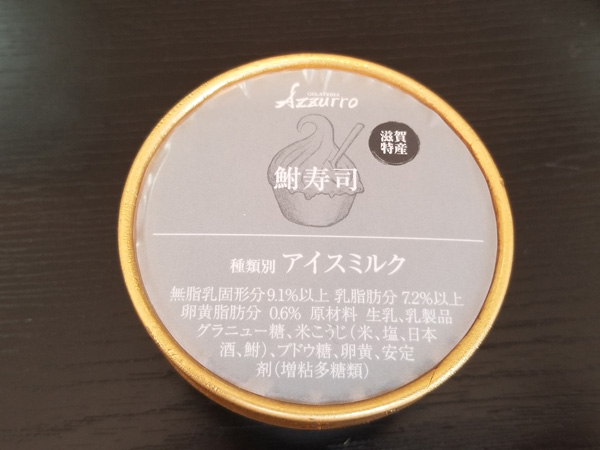 GELATERIA
Azzurro
滋賀
特産
鮒寿司
種類別 アイスミルク
無脂乳固形分9.1%以上 乳脂肪分 7.2%以上
卵黄脂肪分 0.6% 原材料 生乳、乳製品
グラニュー糖、米こうじ(米、塩、日本
酒、鮒)、ブドウ糖、卵黄、安定
剤(増粘多糖類)